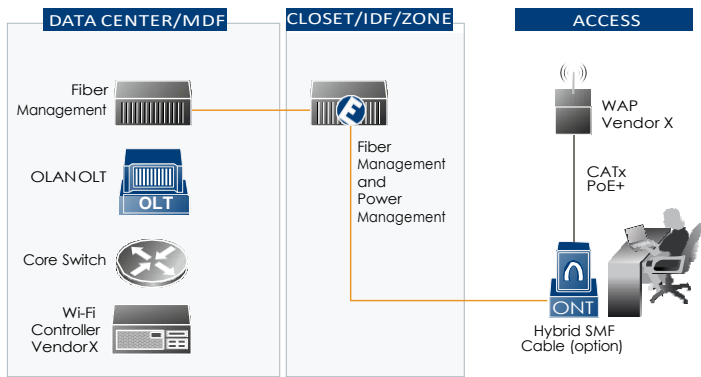 DATA CENTER/MDF
CLOSET/IDF/ZONE
ACCESS
Fiber
Management
OLAN OLT
OLT
Core Switch
Wi-Fi
Controller
Vendor X
E
Fiber
Management
and
Power
Management
WAP
Vendor X
CATx
PoE+
ONT
Hybrid SMF
Cable (option)